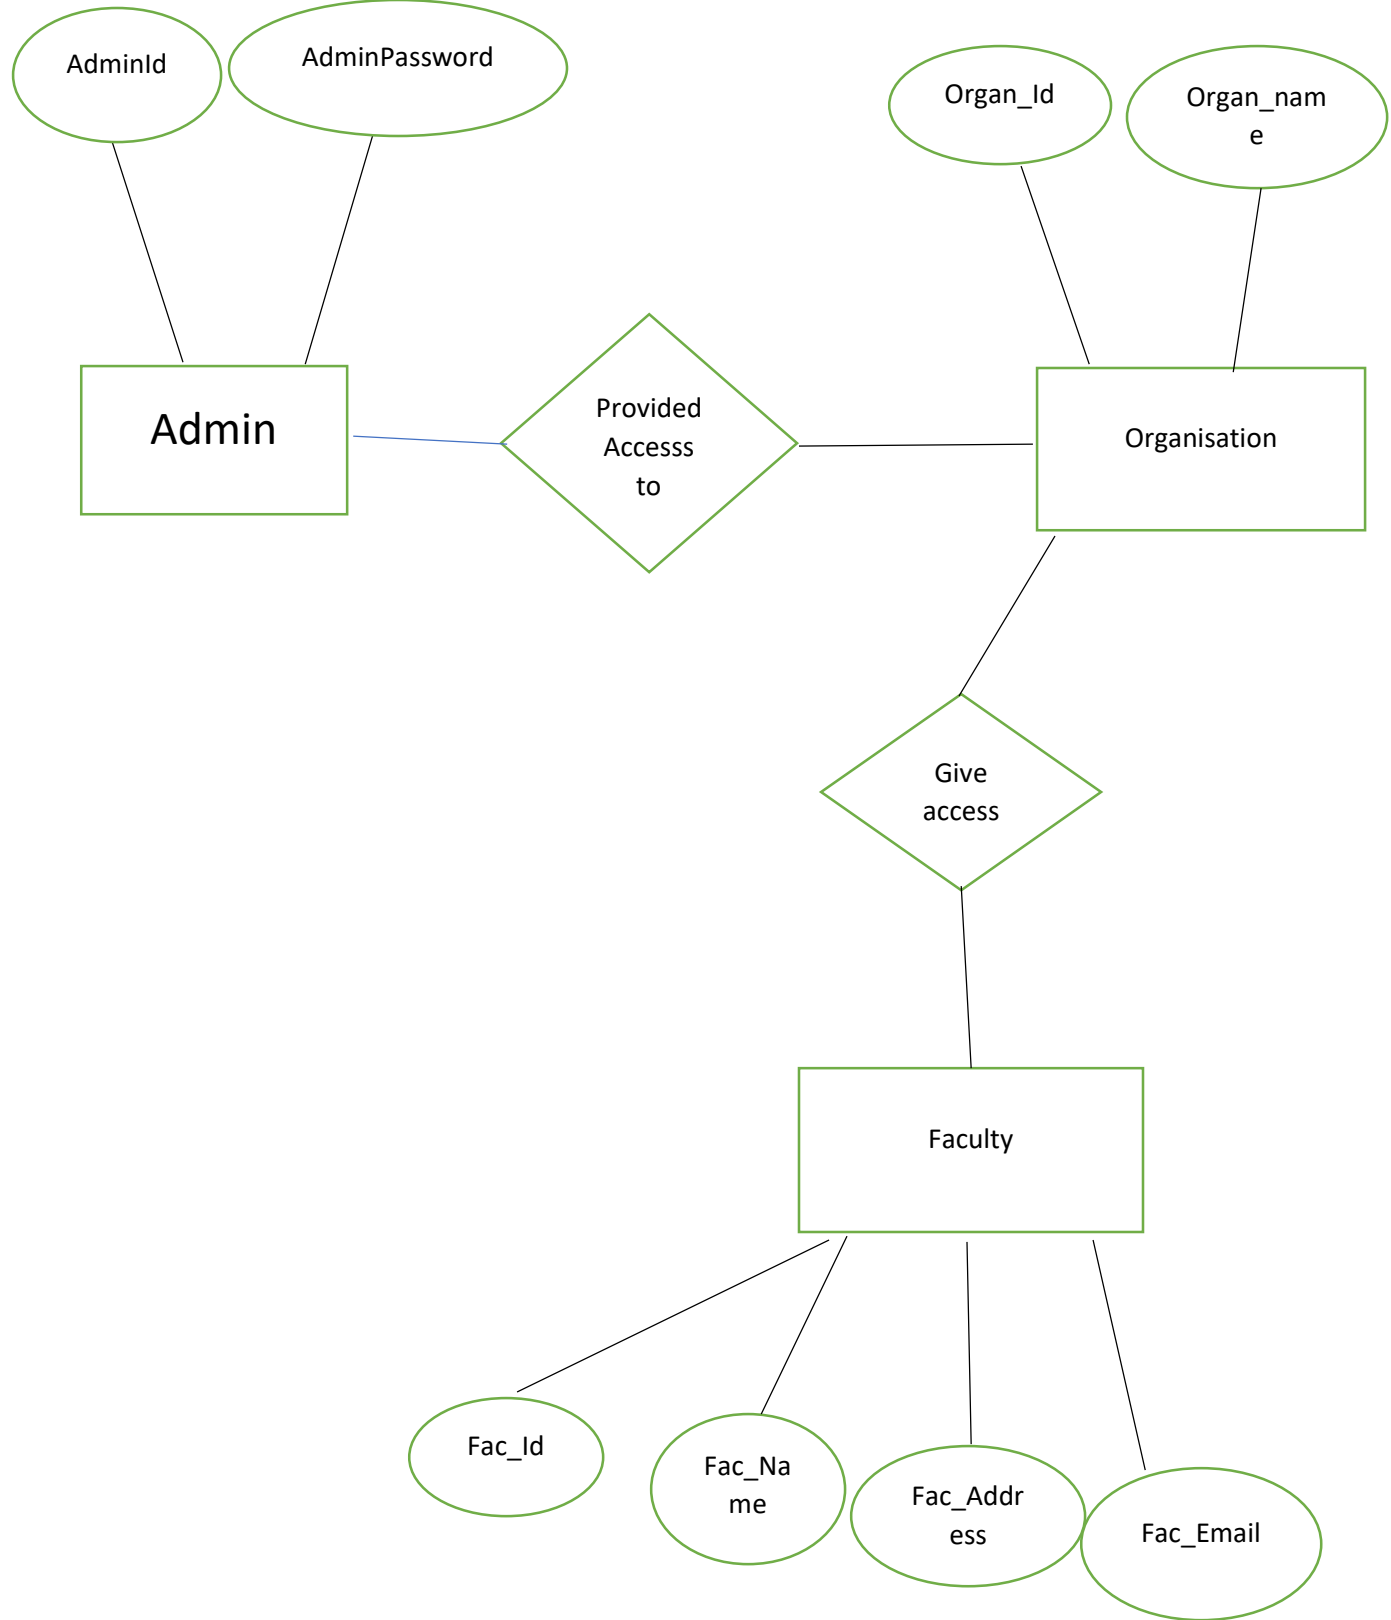 AdminId
AdminPassword
Organ_Id
Organ_nam
e
Admin
Provided
Accesss
to
Organisation
Give
access
Faculty
Fac_Id
Fac_Na
me
Fac_Addr
ess
Fac_Email